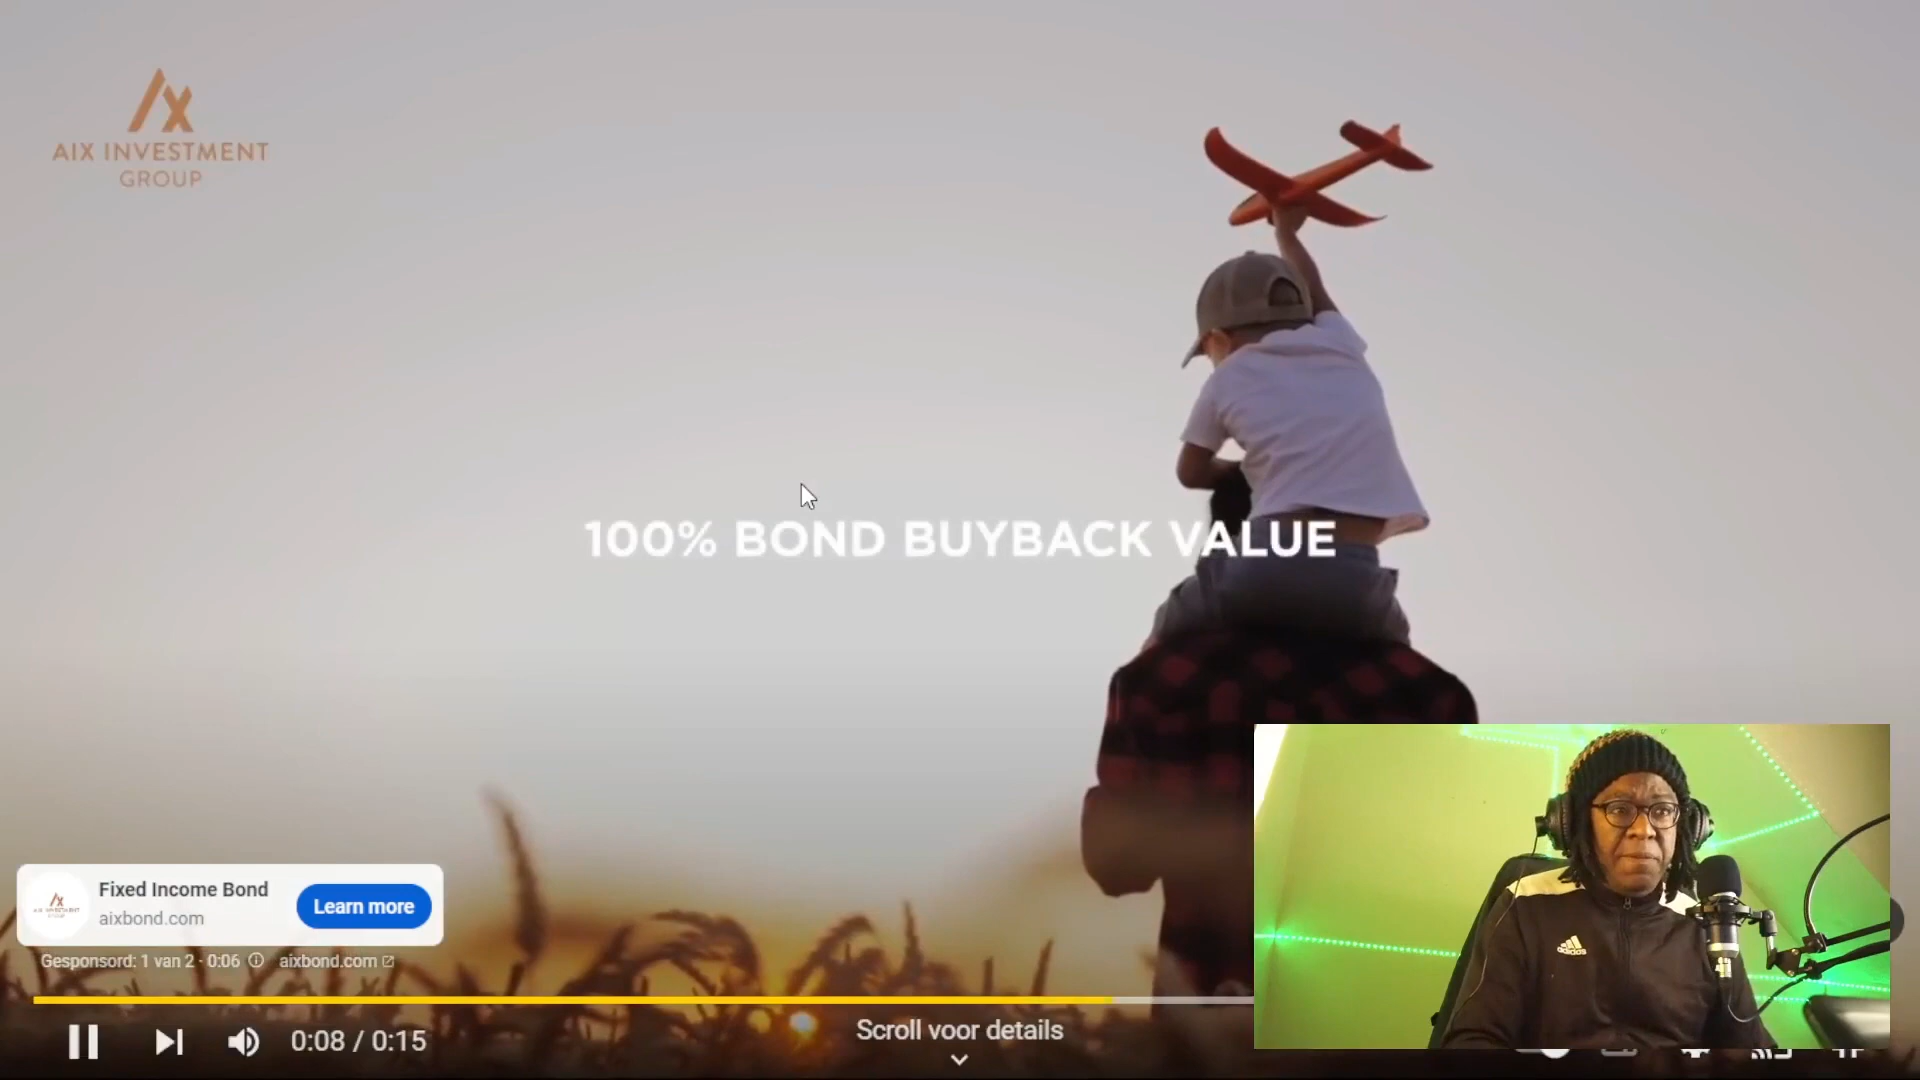 AIX INVESTMENT
GROUP
100% BOND BUYBACK VALUE
Fixed Income Bond
aixbond.com
Learn more
Gesponsord: 1 van 2 · 0:06
aixbond.com
0:08 / 0:15
Scroll voor details
adidas